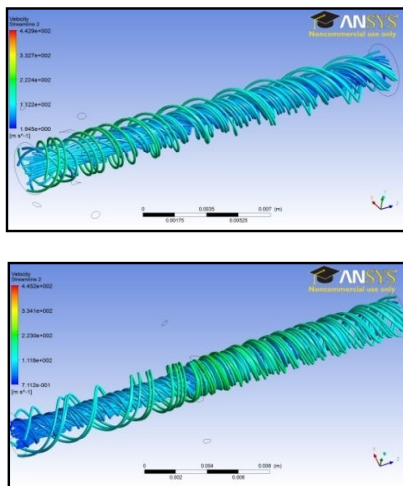 Velocity
Streamline 2
4.429e+002
3.327e+002
2.224e+002
1.122e+002
1.945e+000
[m s^-1]
ANSYS
Noncommercial use only
0
0.0035
0.007 (m)
0.00175
0.00525
Velocity
Streamline 2
4.452e+002
3.341e+002
2.230e+002
1.118e+002
7.112e-001
[m s^-1]
ANSYS
Noncommercial use only
0
0.004
0.008 (m)
0.002
0.006